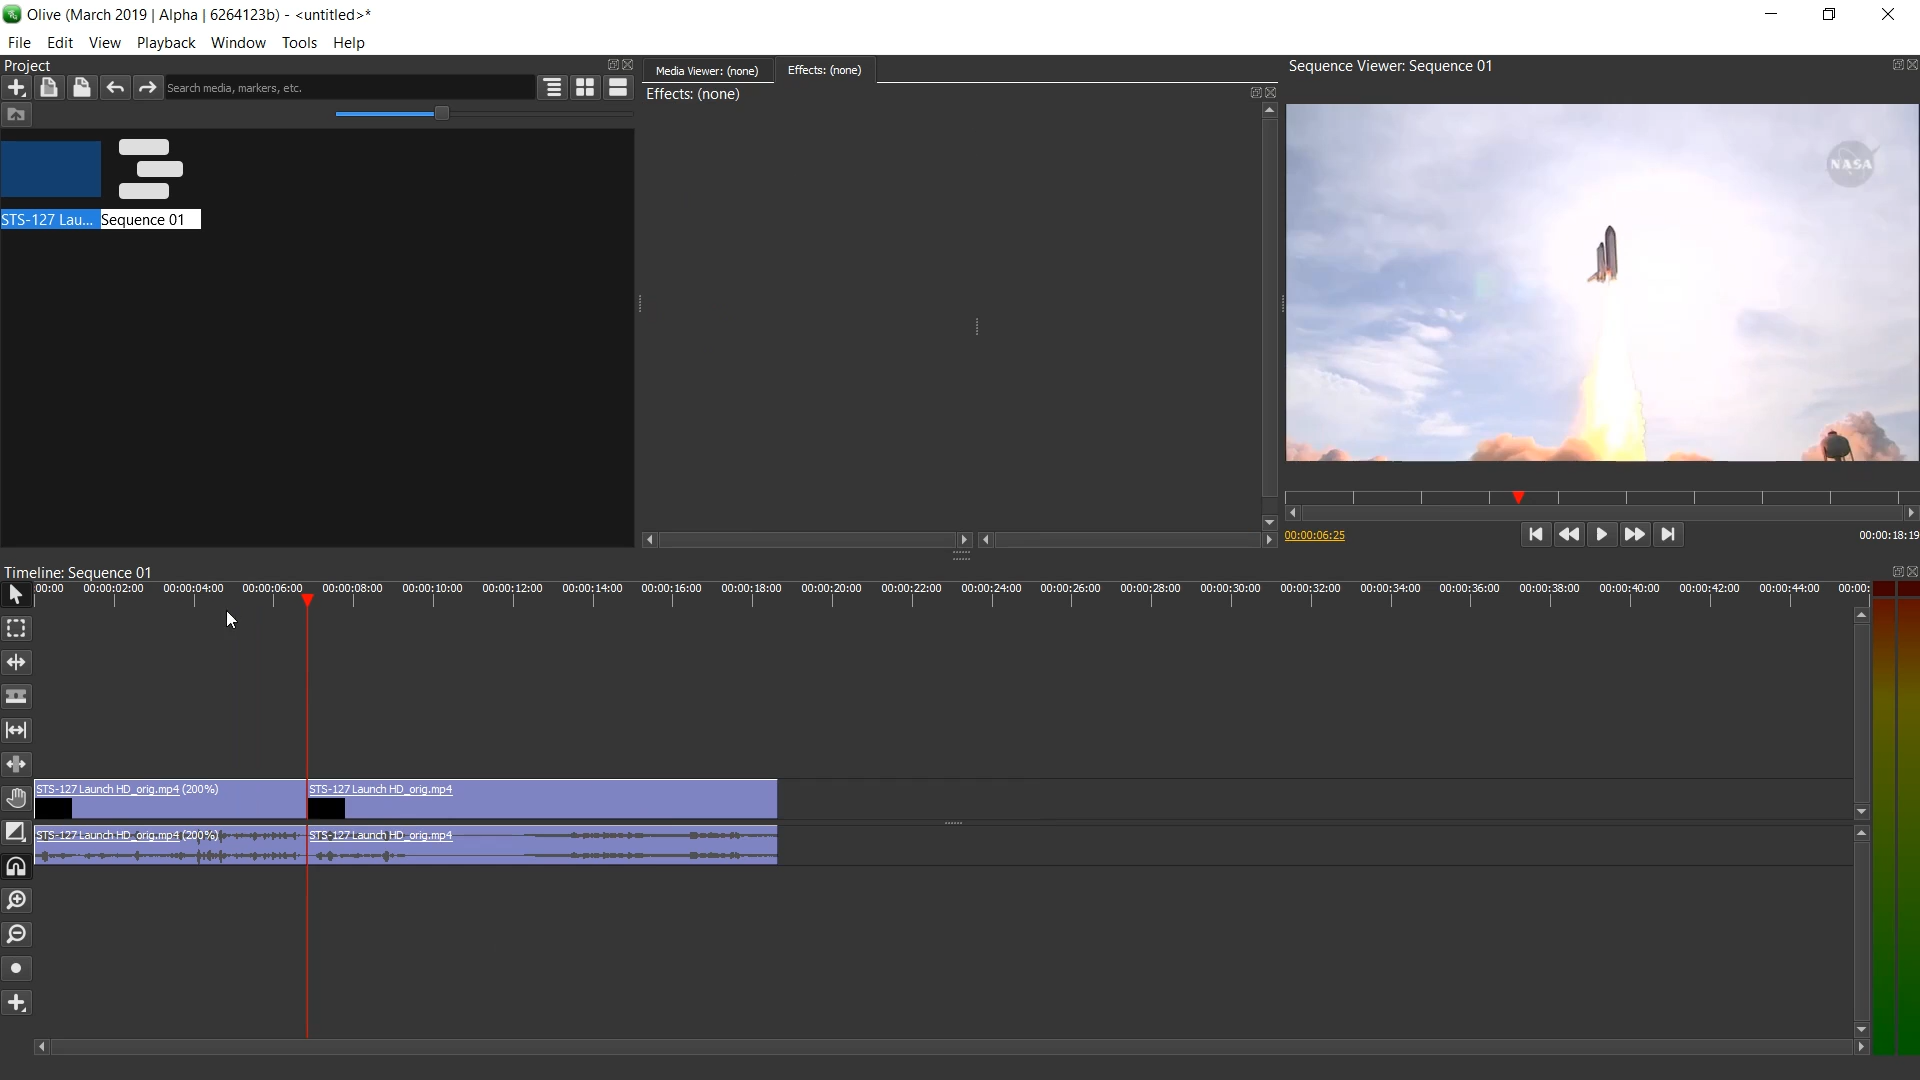 Olive (March 2019 | Alpha | 6264123b) - <untitled>*
File Edit View Playback Window Tools Help
Project
Search media, markers, etc.
STS-127 Lau...
Sequence 01
Media Viewer: (none)
Effects: (none)
Effects: (none)
Sequence Viewer: Sequence 01
NASA
00:00:06:25
00:00:18:19
Timeline: Sequence 01
:00:00 00:00:02:00 00:00:04:00 00:00:06:00 00:00:08:00 00:00:10:00 00:00:12:00 00:00:14:00 00:00:16:00 00:00:18:00 00:00:20:00 00:00:22:00 00:00:24:00 00:00:26:00 00:00:28:00 00:00:30:00 00:00:32:00 00:00:34:00 00:00:36:00 00:00:38:00 00:00:40:00 00:00:42:00 00:00:44:00 00:00:
STS-127 Launch HD_orig.mp4 (200%)
STS-127 Launch HD_orig.mp4
STS-127 Launch HD_orig.mp4 (200%)
STS-127 Launch HD_orig.mp4